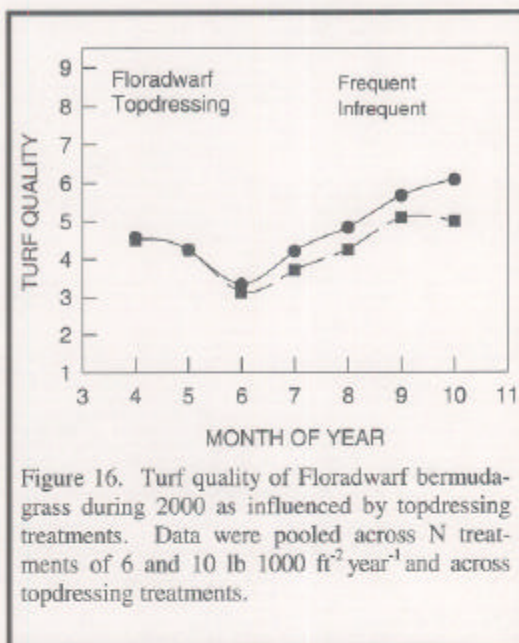 9
8
7
6
5
4
3
2
1
TURF QUALITY
Floradwarf
Topdressing
Frequent
Infrequent
3 4 5 6 7 8 9 10 11
MONTH OF YEAR
Figure 16. Turf quality of Floradwarf bermuda-
grass during 2000 as influenced by topdressing
treatments. Data were pooled across N treat-
ments of 6 and 10 lb 1000 ft⁻² year⁻¹ and across
topdressing treatments.